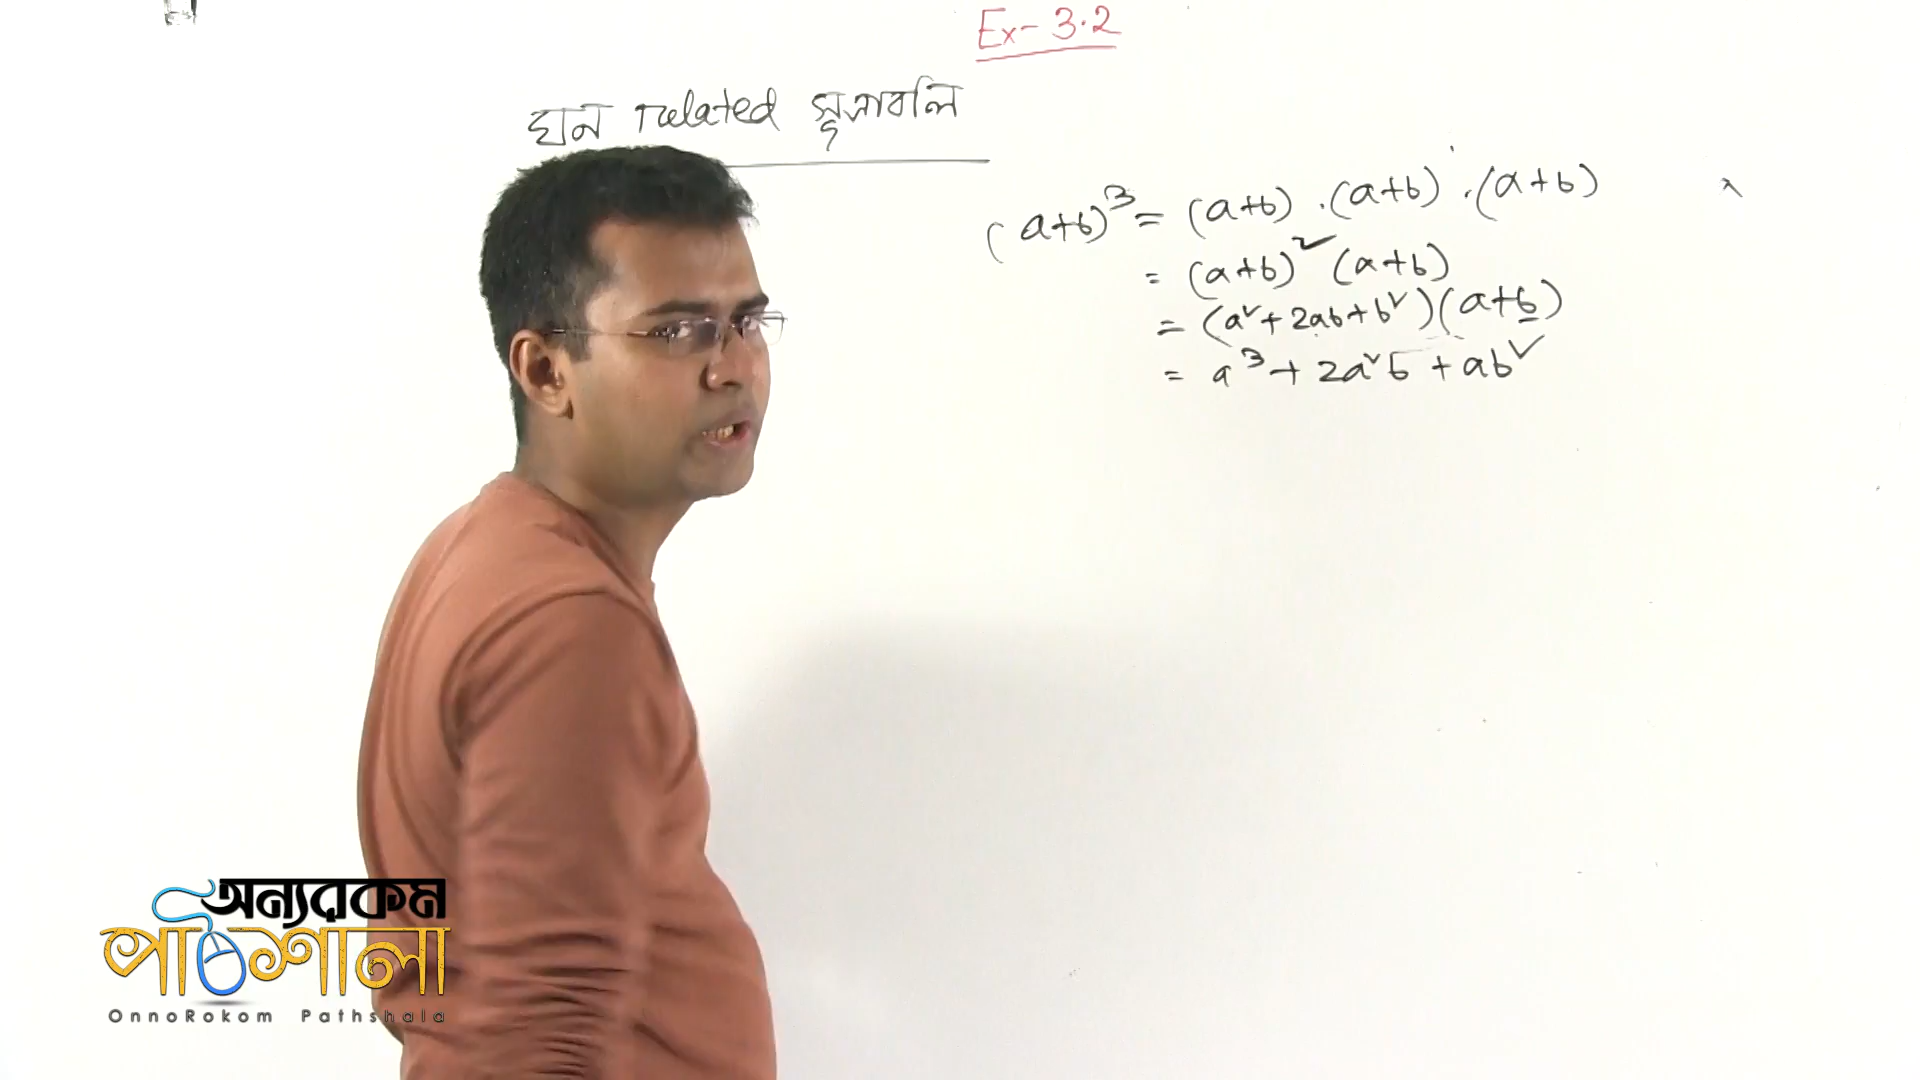 Ex- 3.2
ঘন related সূত্রাবলি
(a+b)³ = (a+b) . (a+b) . (a+b)
= (a+b)² (a+b)
= (a² + 2ab + b²)(a+b)
= a³ + 2a²b + ab²
অন্যরকম
পাঠশালা
OnnoRokom Pathshala